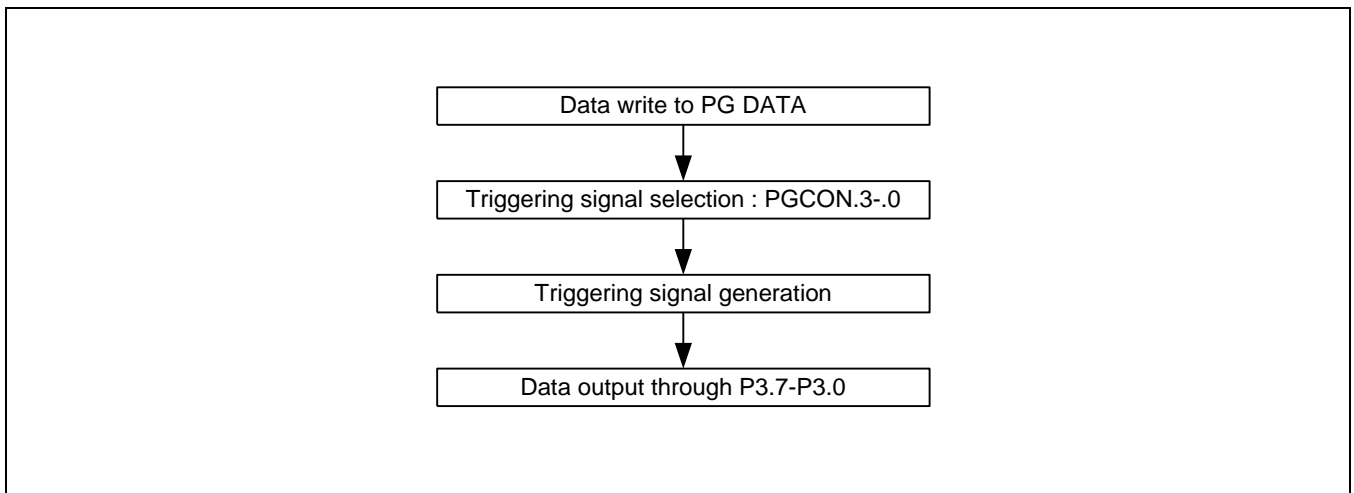 Data write to PG DATA
Triggering signal selection : PGCON.3-.0
Triggering signal generation
Data output through P3.7-P3.0